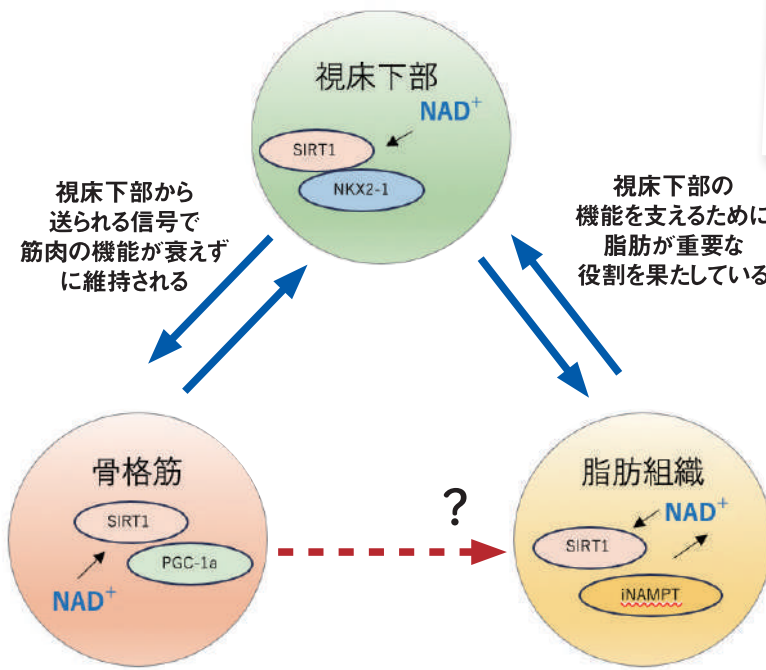 視床下部
NAD+
SIRT1
NKX2-1
視床下部から
送られる信号で
筋肉の機能が衰えず
に維持される
視床下部の
機能を支えるために
脂肪が重要な
役割を果たしている
骨格筋
SIRT1
PGC-1a
NAD+
?
脂肪組織
NAD+
SIRT1
iNAMPT